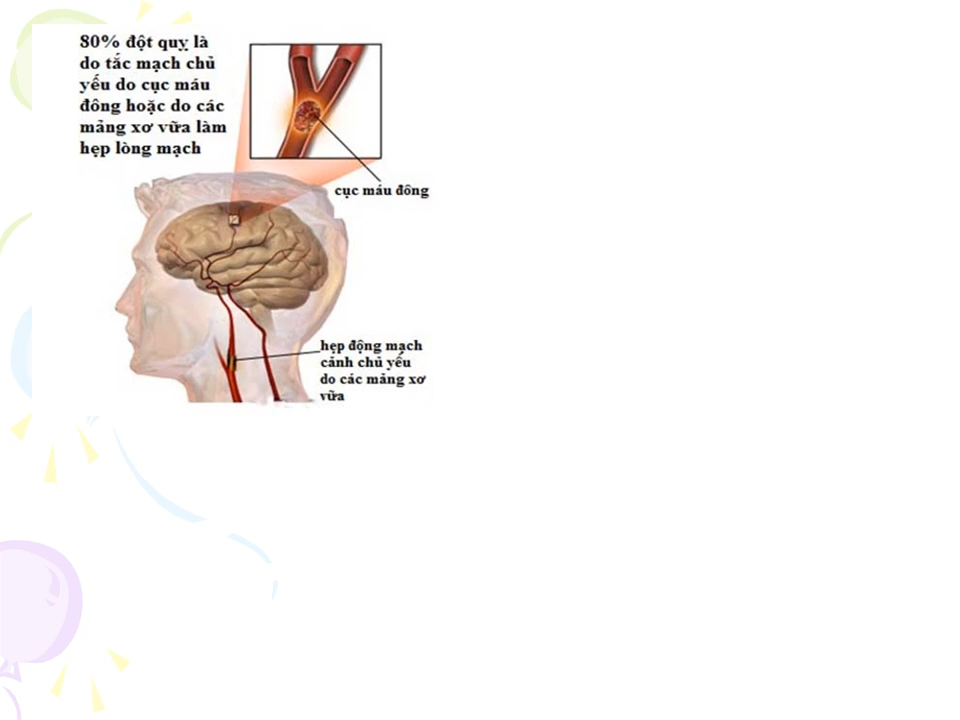 80% đột quỵ là
do tắc mạch chủ
yếu do cục máu
đông hoặc do các
mảng xơ vữa làm
hẹp lòng mạch
cục máu đông
hẹp động mạch
cảnh chủ yếu
do các mảng xơ
vữa